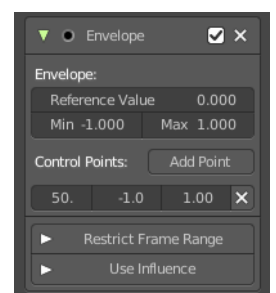 Envelope
Envelope:
Reference Value 0.000
Min -1.000 Max 1.000
Control Points: Add Point
50. -1.0 1.00
Restrict Frame Range
Use Influence